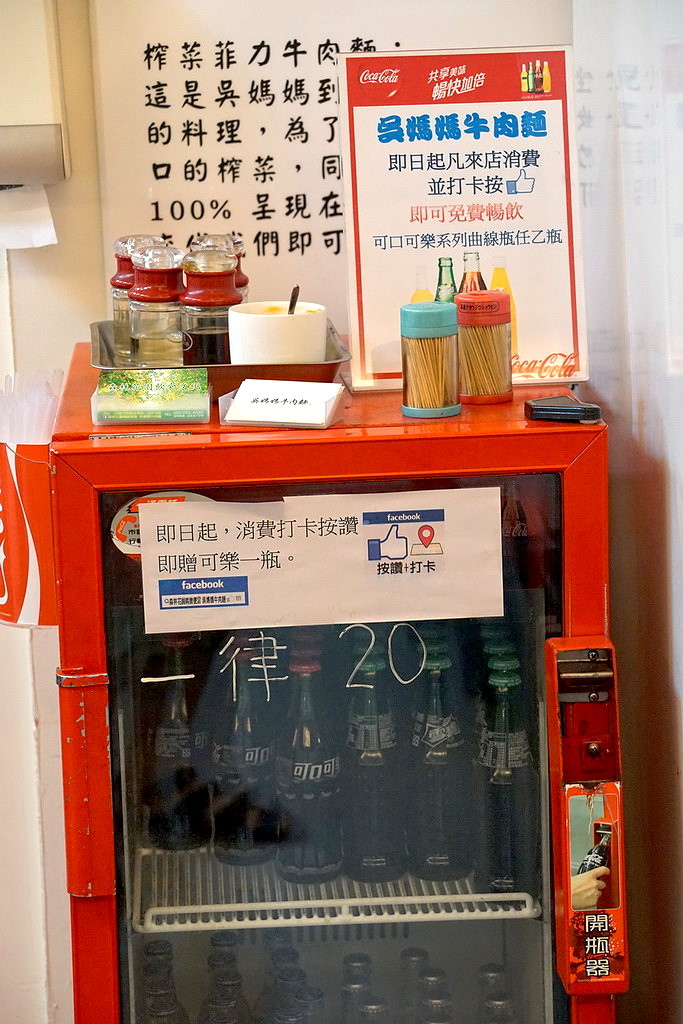 榨菜菲力牛肉麵：
這是吳媽媽到
的料理，為了
口的榨菜，同
100% 呈現在
們即可
Coca-Cola
共享美味
暢快加倍
吳媽媽牛肉麵
即日起凡來店消費
並打卡按
即可免費暢飲
可口可樂系列曲線瓶任乙瓶
Coca-Cola
吳媽媽牛肉麵
即日起，消費打卡按讚
即贈可樂一瓶。
facebook
按讚+打卡
facebook
一律 20
可口可
開瓶器